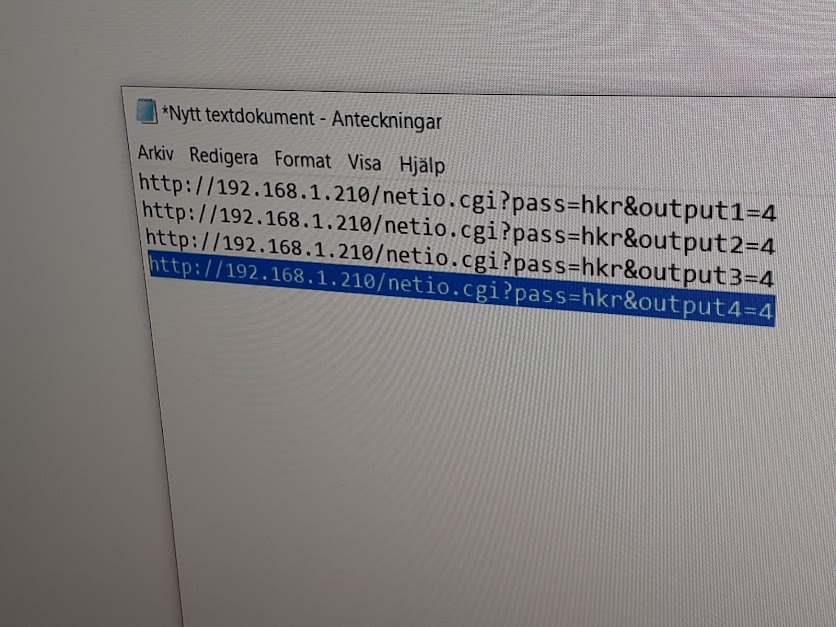 *Nytt textdokument - Anteckningar
Arkiv Redigera Format Visa Hjälp
http://192.168.1.210/netio.cgi?pass=hkr&output1=4
http://192.168.1.210/netio.cgi?pass=hkr&output2=4
http://192.168.1.210/netio.cgi?pass=hkr&output3=4
http://192.168.1.210/netio.cgi?pass=hkr&output4=4